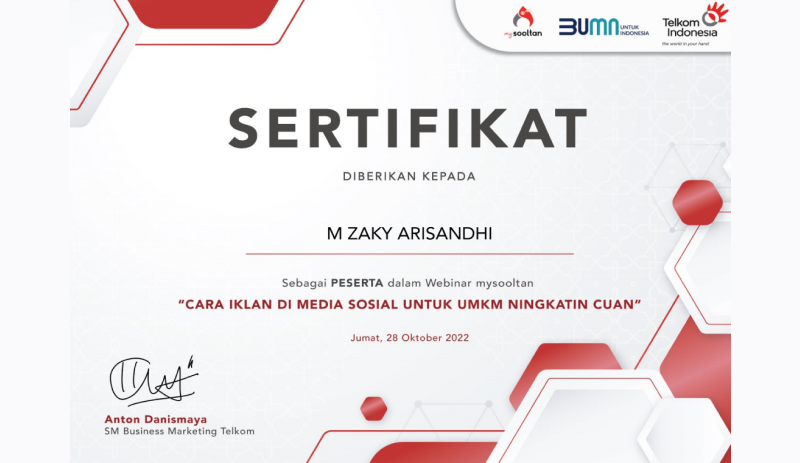 my sooltan
BUMN UNTUK INDONESIA
Telkom Indonesia
the world in your hand
SERTIFIKAT
DIBERIKAN KEPADA
M ZAKY ARISANDHI
Sebagai PESERTA dalam Webinar mysooltan
“CARA IKLAN DI MEDIA SOSIAL UNTUK UMKM NINGKATIN CUAN”
Jumat, 28 Oktober 2022
Anton Danismaya
SM Business Marketing Telkom